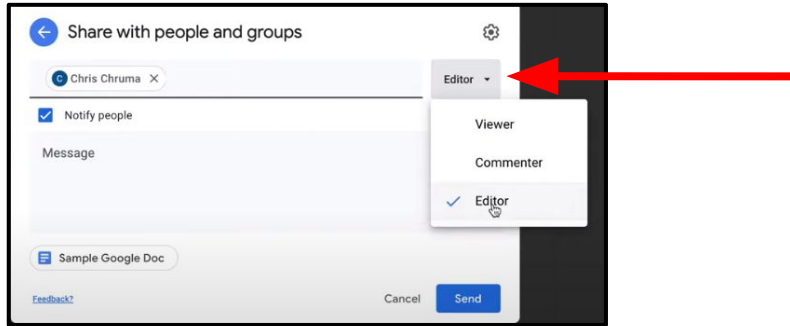 Share with people and groups
C Chris Chruma X
Editor
Notify people
Viewer
Message
Commenter
Editor
Sample Google Doc
Feedback?
Cancel Send